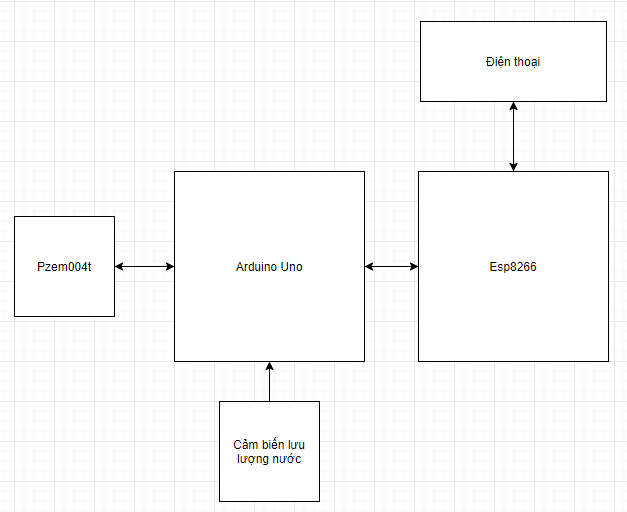 Điện thoại
Pzem004t
Arduino Uno
Esp8266
Cảm biến lưu
lượng nước